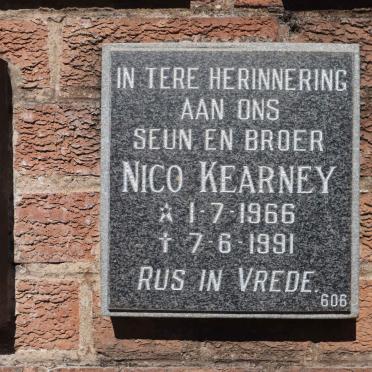 IN TERE HERINNERING
AAN ONS
SEUN EN BROER
NICO KEARNEY
☆ 1-7-1966
✝ 7-6-1991
RUS IN VREDE.
606